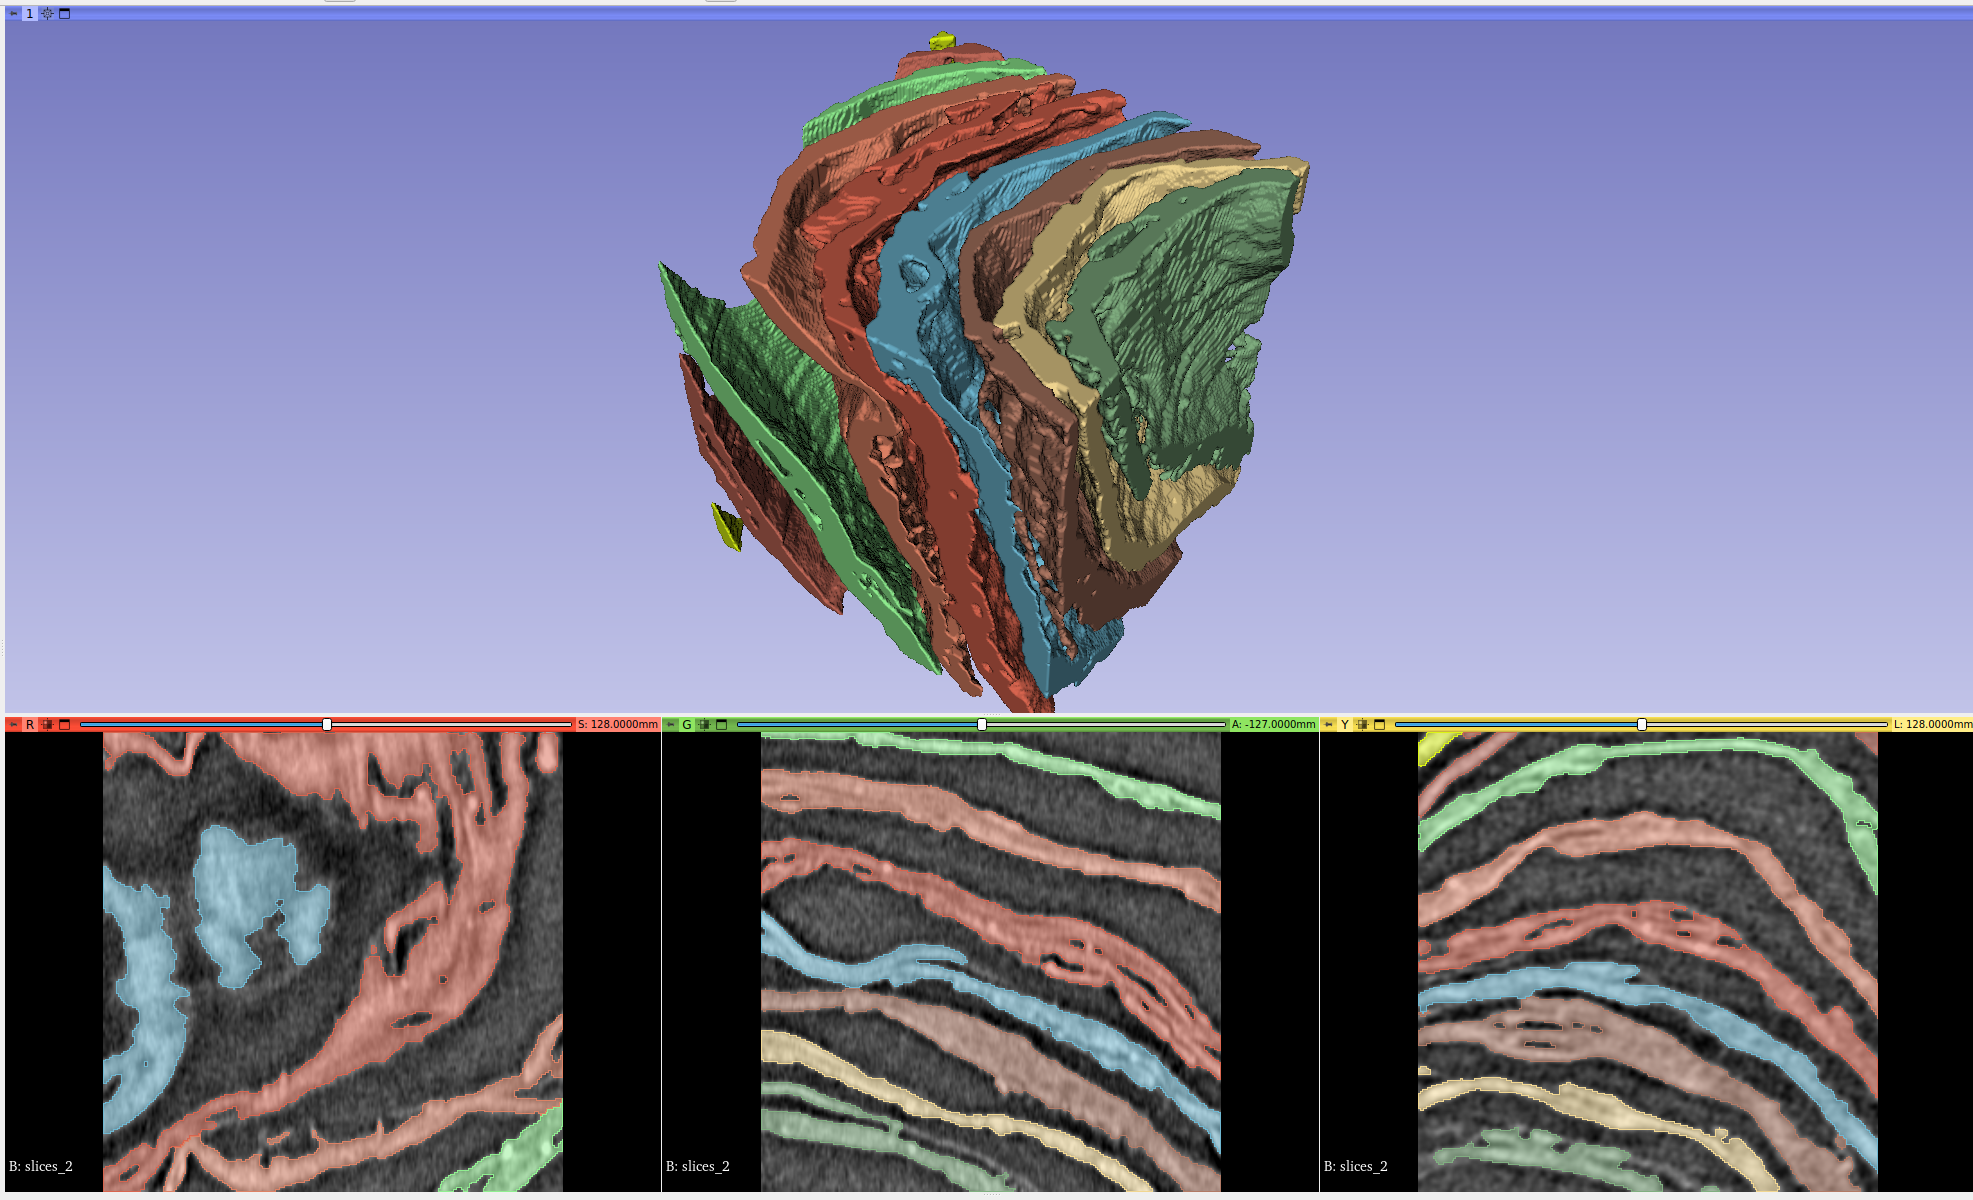 1
R
S: 128.0000mm
G
A: -127.0000mm
Y
L: 128.0000mm
B: slices_2
B: slices_2
B: slices_2